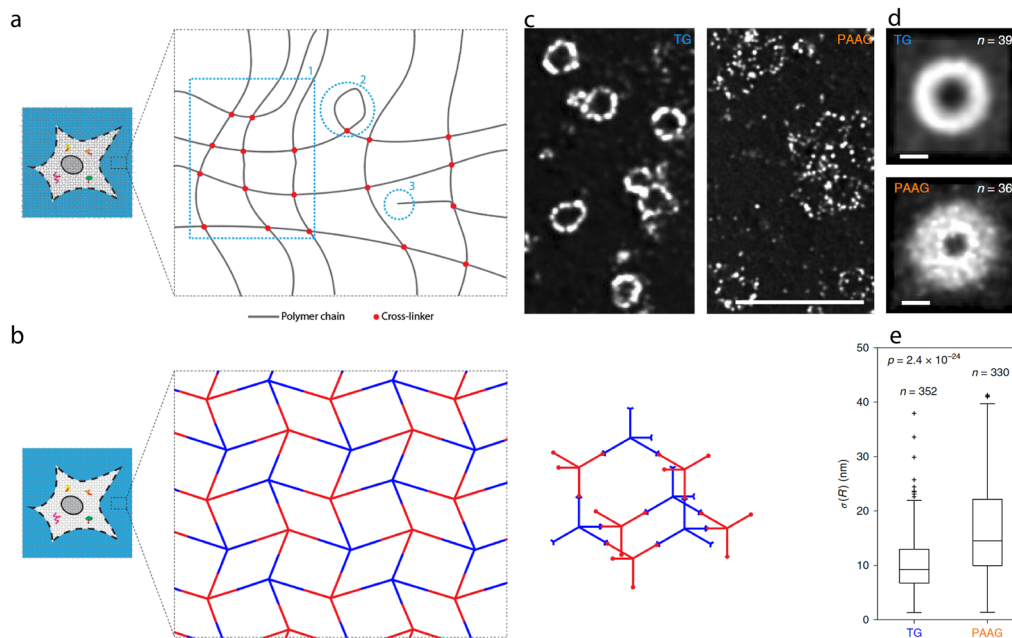 a
1
2
3
Polymer chain
Cross-linker
b
c
TG
PAAG
d
TG
n = 39
PAAG
n = 36
e
50
40
30
20
10
0
σ(R) (nm)
p = 2.4 × 10⁻²⁴
n = 352
n = 330
TG
PAAG